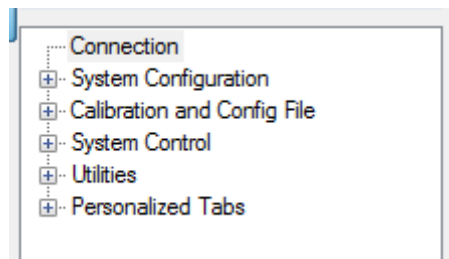 Connection
System Configuration
Calibration and Config File
System Control
Utilities
Personalized Tabs